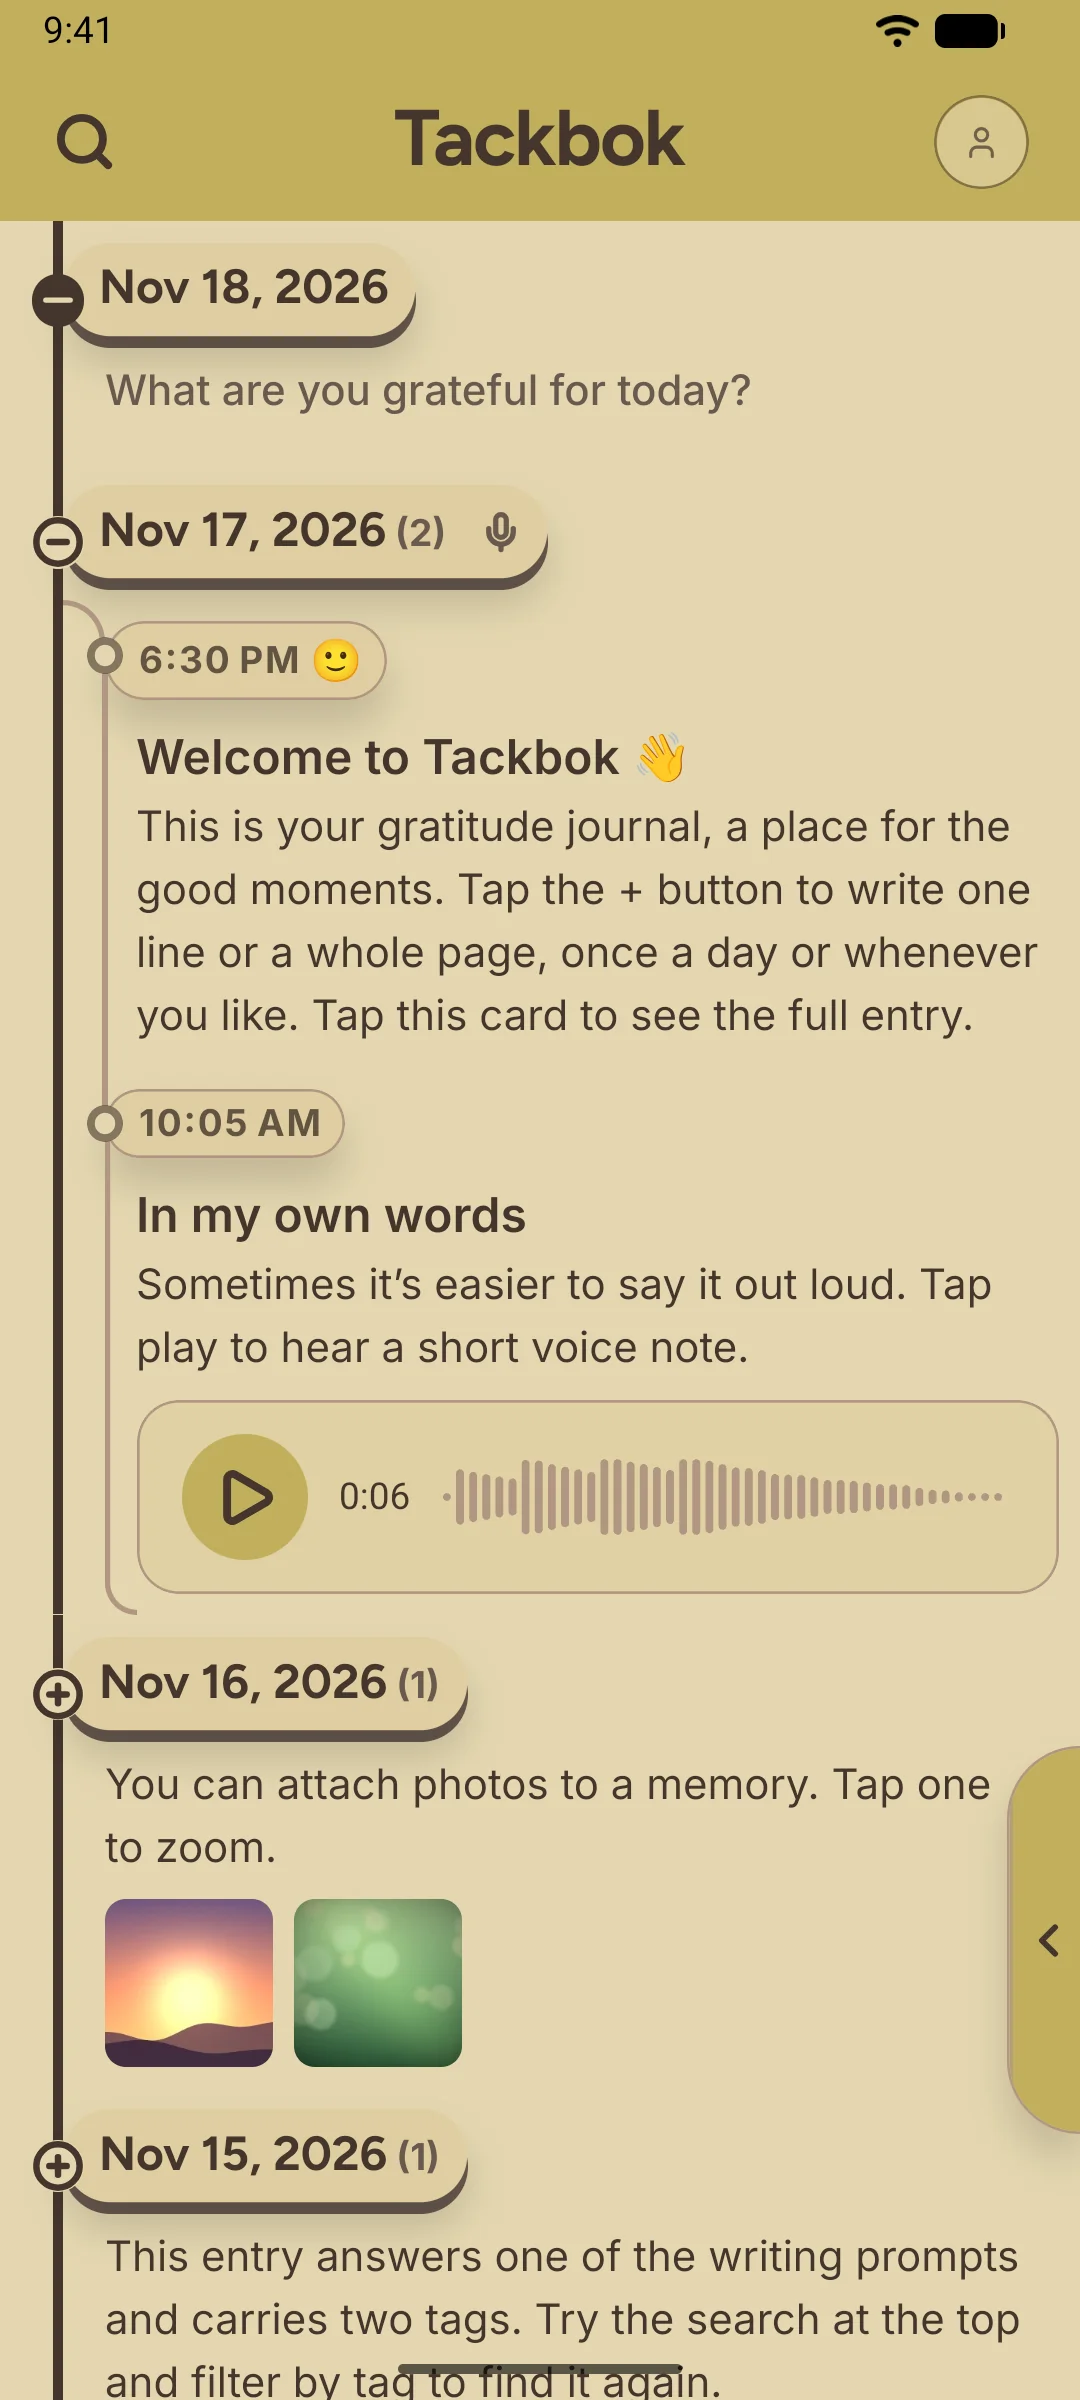 9:41
Tackbok
Nov 18, 2026
What are you grateful for today?
Nov 17, 2026 (2)
6:30 PM 🙂
Welcome to Tackbok 👋
This is your gratitude journal, a place for the
good moments. Tap the + button to write one
line or a whole page, once a day or whenever
you like. Tap this card to see the full entry.
10:05 AM
In my own words
Sometimes it’s easier to say it out loud. Tap
play to hear a short voice note.
0:06
Nov 16, 2026 (1)
You can attach photos to a memory. Tap one
to zoom.
Nov 15, 2026 (1)
This entry answers one of the writing prompts
and carries two tags. Try the search at the top
and filter by tag to find it again.